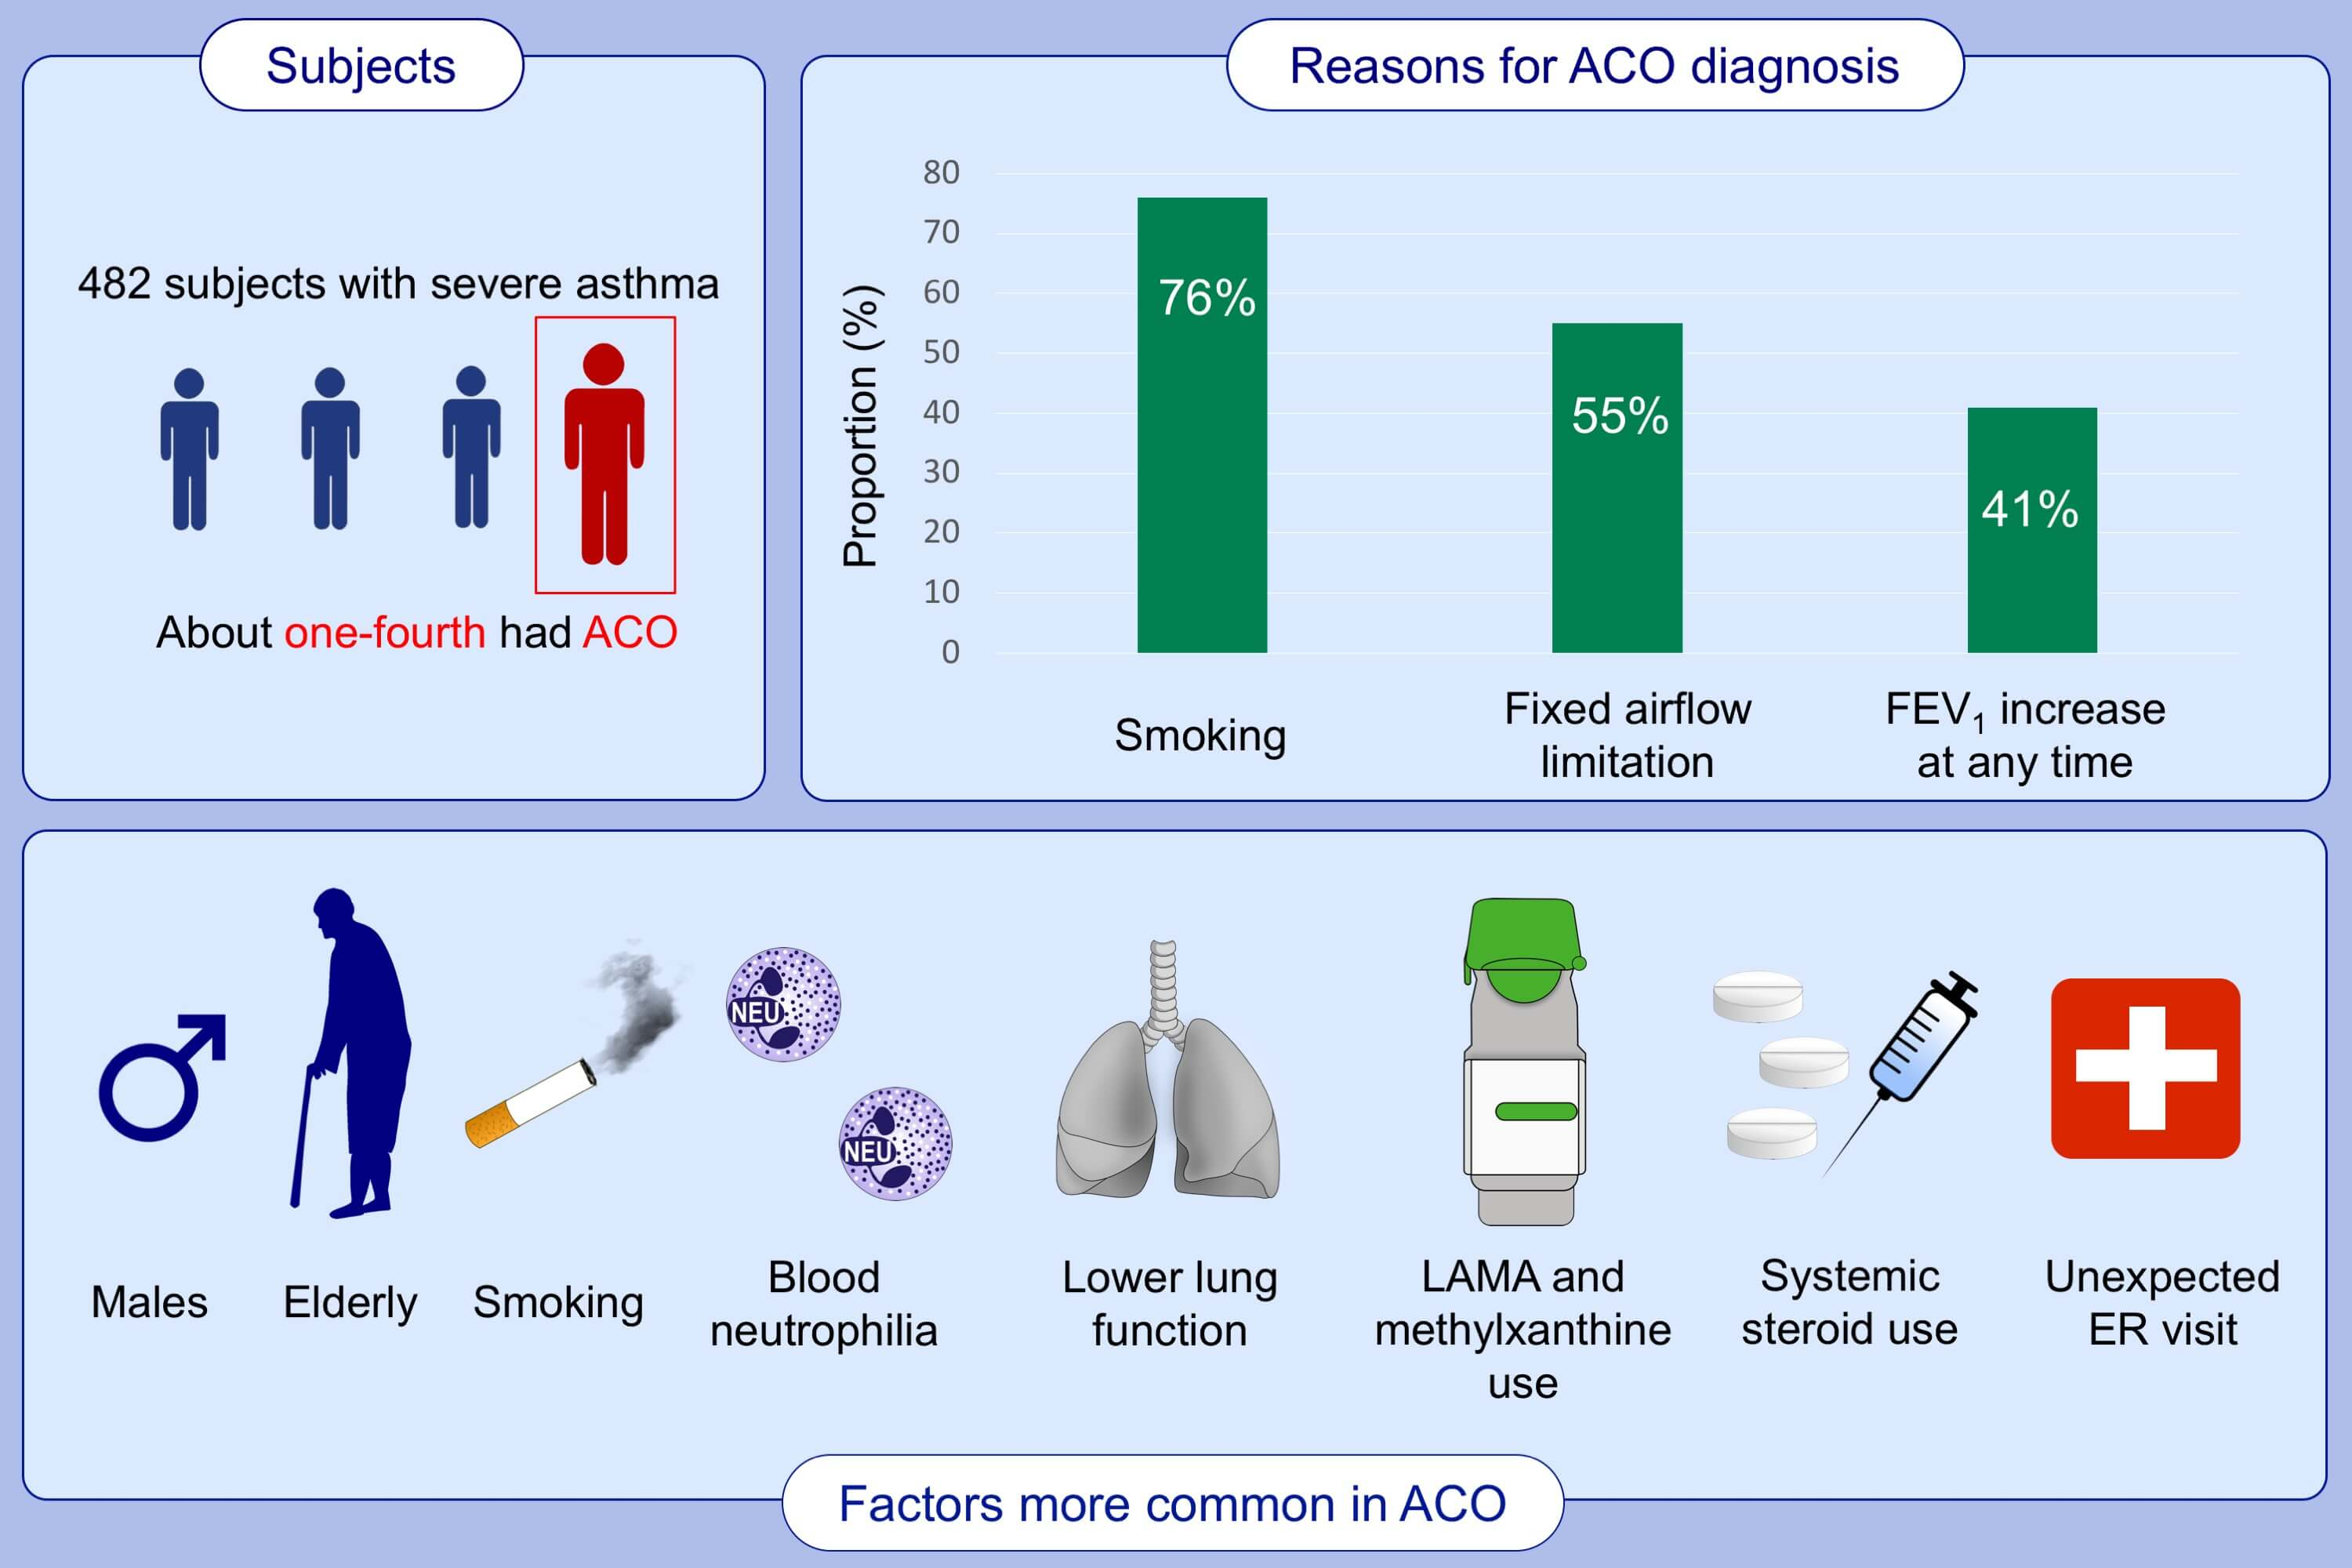 Subjects
482 subjects with severe asthma
About one-fourth had ACO
Reasons for ACO diagnosis
Proportion (%)
80
70
60
50
40
30
20
10
0
76%
55%
41%
Smoking
Fixed airflow
limitation
FEV₁ increase
at any time
NEU
NEU
Males
Elderly
Smoking
Blood
neutrophilia
Lower lung
function
LAMA and
methylxanthine
use
Systemic
steroid use
Unexpected
ER visit
Factors more common in ACO